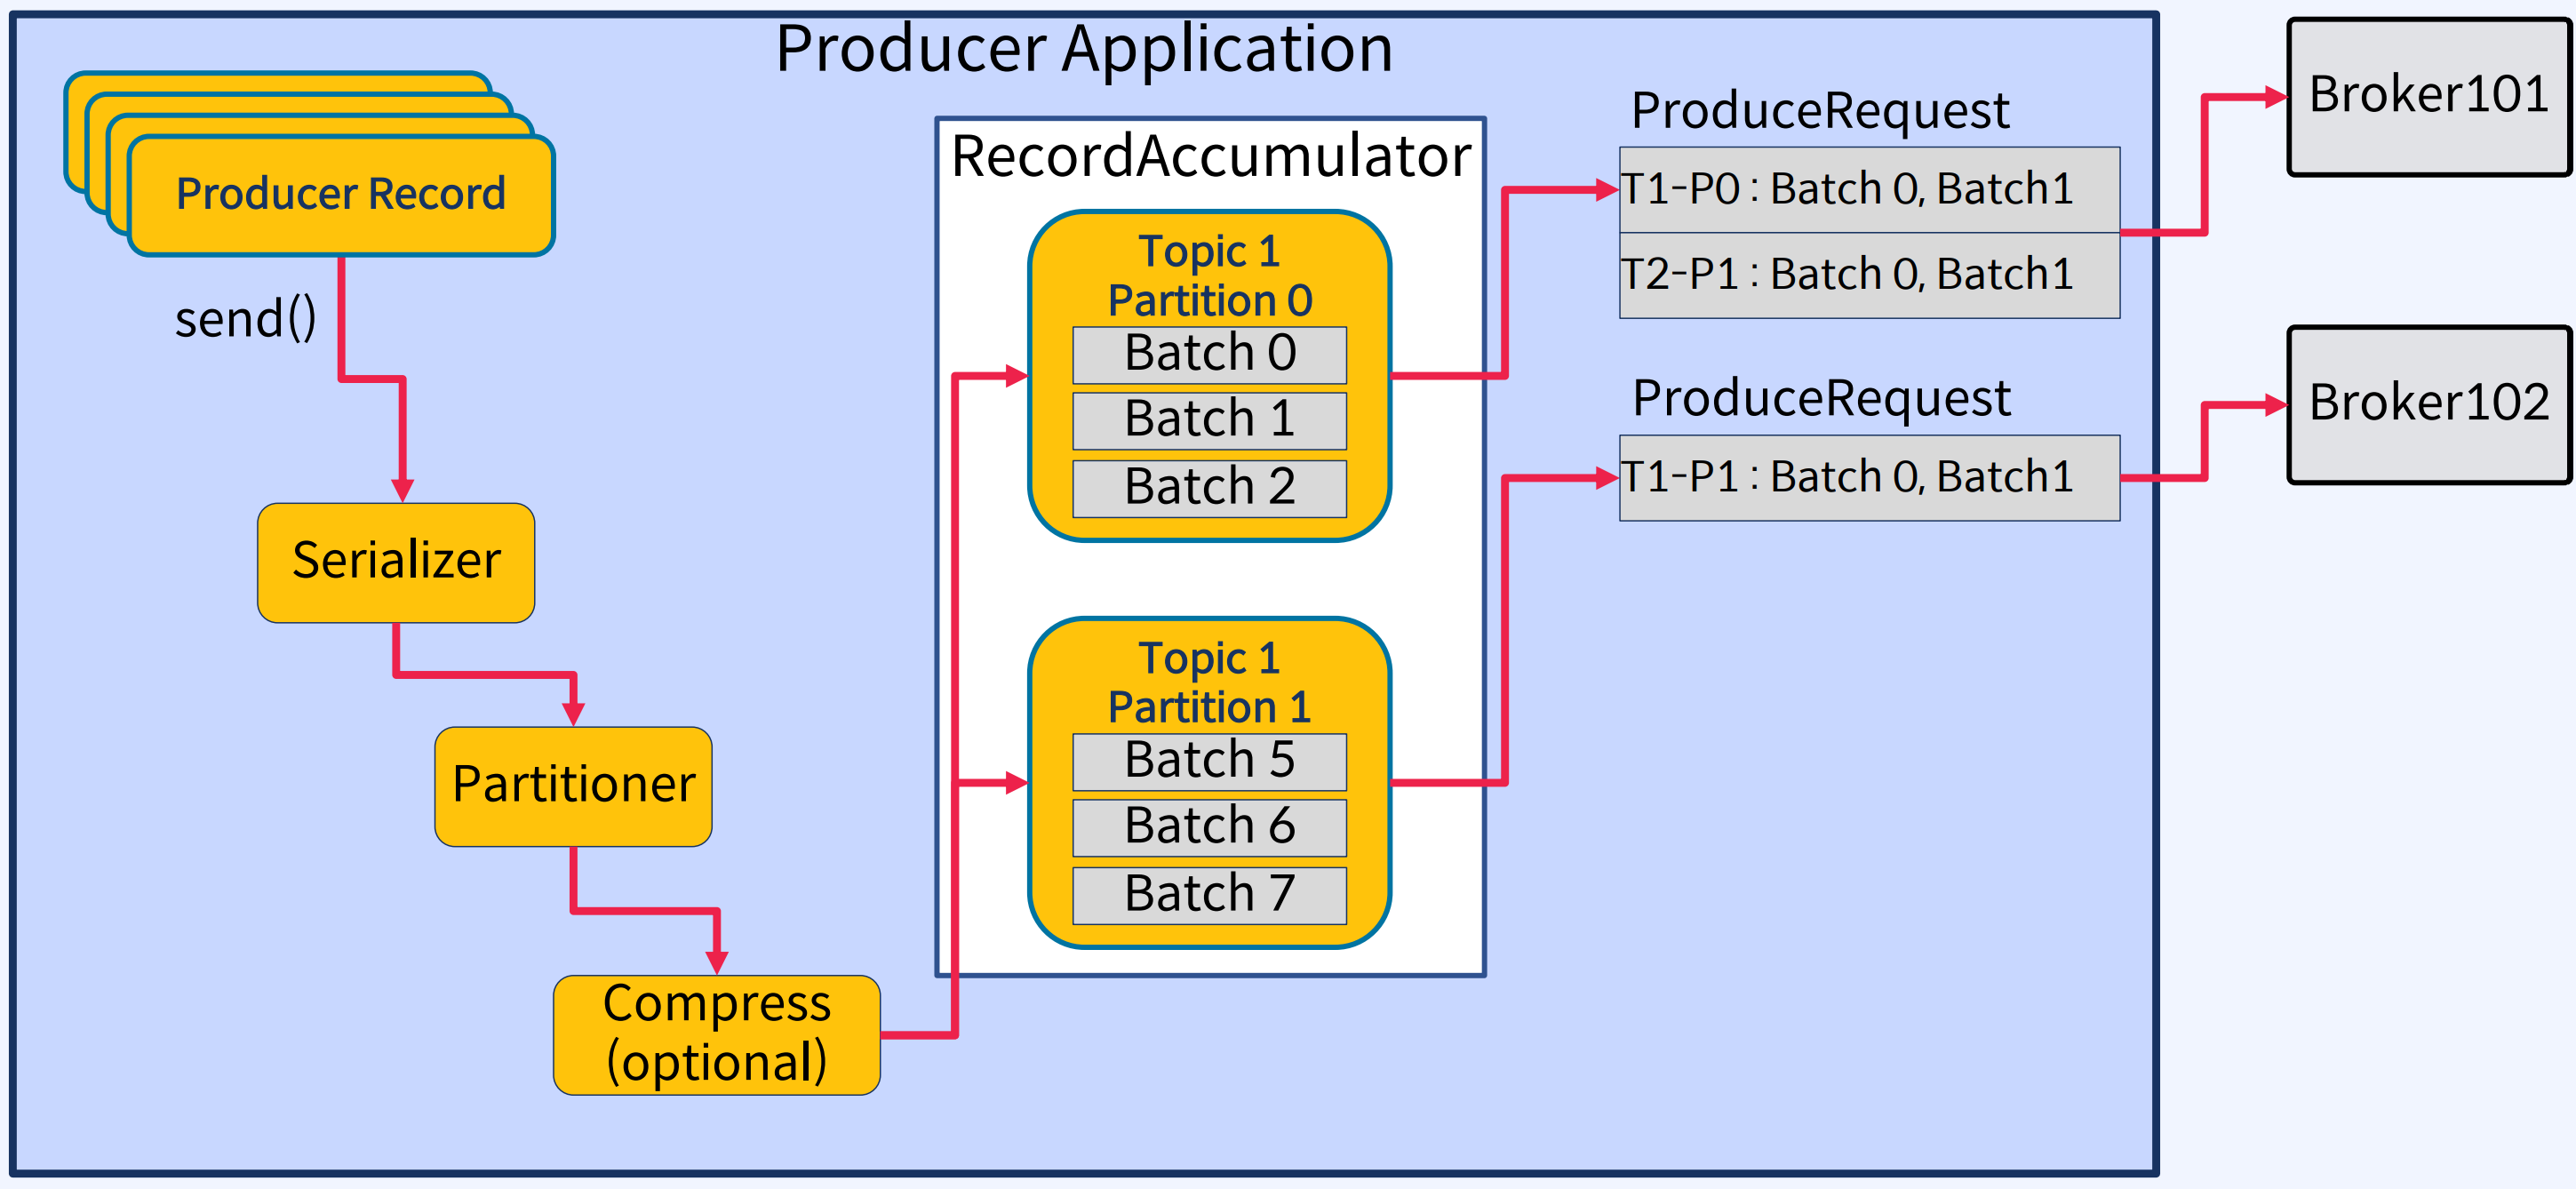 Producer Application
Producer Record
send()
Serializer
Partitioner
Compress
(optional)
RecordAccumulator
Topic 1
Partition 0
Batch 0
Batch 1
Batch 2
Topic 1
Partition 1
Batch 5
Batch 6
Batch 7
ProduceRequest
T1-P0 : Batch 0, Batch1
T2-P1 : Batch 0, Batch1
ProduceRequest
T1-P1 : Batch 0, Batch1
Broker101
Broker102